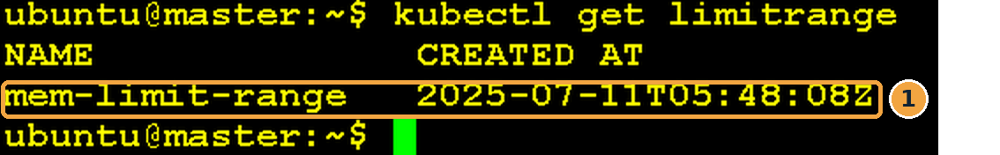 ubuntu@master:~$ kubectl get limitrange
NAME CREATED AT
mem-limit-range 2025-07-11T05:48:08Z 1
ubuntu@master:~$